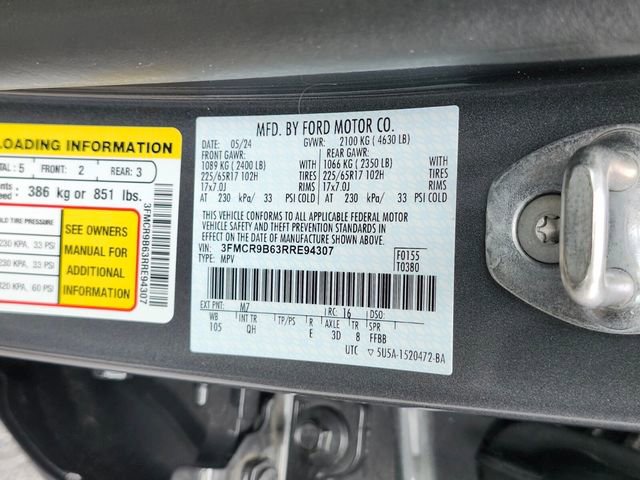 LOADING INFORMATION
TAL: 5 FRONT: 2 REAR: 3
386 kg or 851 lbs.
LD TIRE PRESSURE
230 KPA, 33 PSI
230 KPA, 33 PSI
420 KPA, 60 PSI
SEE OWNERS
MANUAL FOR
ADDITIONAL
INFORMATION
3FMCR9B63RRE94307
MFD. BY FORD MOTOR CO.
DATE: 05/24 GVWR: 2100 KG ( 4630 LB)
FRONT GAWR: REAR GAWR:
1089 KG ( 2400 LB) WITH 1066 KG ( 2350 LB) WITH
225/65R17 102H TIRES 225/65R17 102H TIRES
17x7.0J RIMS 17x7.0J RIMS
AT 230 kPa/ 33 PSI COLD AT 230 kPa/ 33 PSI COLD
THIS VEHICLE CONFORMS TO ALL APPLICABLE FEDERAL MOTOR
VEHICLE SAFETY AND THEFT PREVENTION STANDARDS IN EFFECT
ON THE DATE OF MANUFACTURE SHOWN ABOVE.
VIN: 3FMCR9B63RRE94307
TYPE: MPV
F0155
T0380
EXT PNT: M7 RC: 16 DSO:
WB INT TR TP/PS R AXLE TR SPR
105 QH E 3D 8 FFBB
UTC ▽ 5U5A-1520472-BA